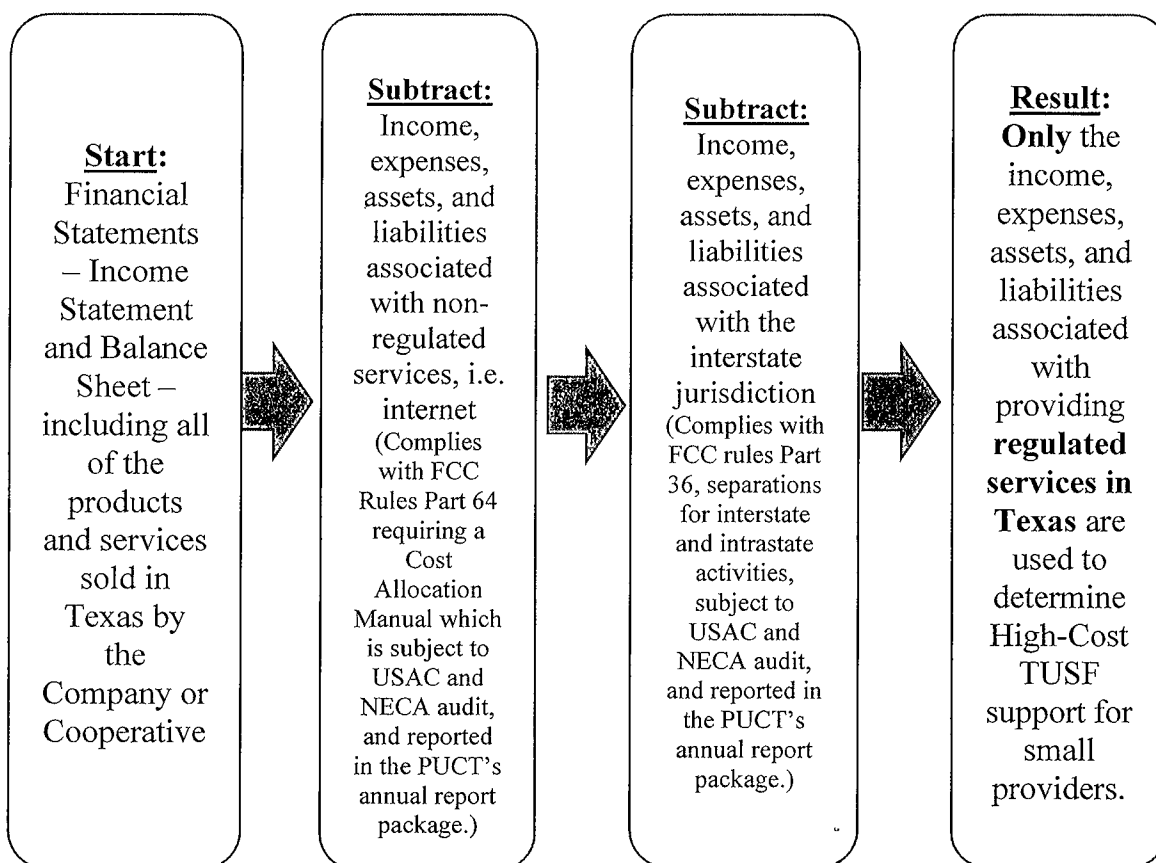 Start:
Financial
Statements
– Income
Statement
and Balance
Sheet –
including all
of the
products
and services
sold in
Texas by
the
Company or
Cooperative
Subtract:
Income,
expenses,
assets, and
liabilities
associated
with non-
regulated
services, i.e.
internet
(Complies
with FCC
Rules Part 64
requiring a
Cost
Allocation
Manual which
is subject to
USAC and
NECA audit,
and reported
in the PUCT's
annual report
package.)
Subtract:
Income,
expenses,
assets, and
liabilities
associated
with the
interstate
jurisdiction
(Complies with
FCC rules Part
36, separations
for interstate
and intrastate
activities,
subject to
USAC and
NECA audit,
and reported in
the PUCT's
annual report
package.)
Result:
Only the
income,
expenses,
assets, and
liabilities
associated
with
providing
regulated
services in
Texas are
used to
determine
High-Cost
TUSF
support for
small
providers.